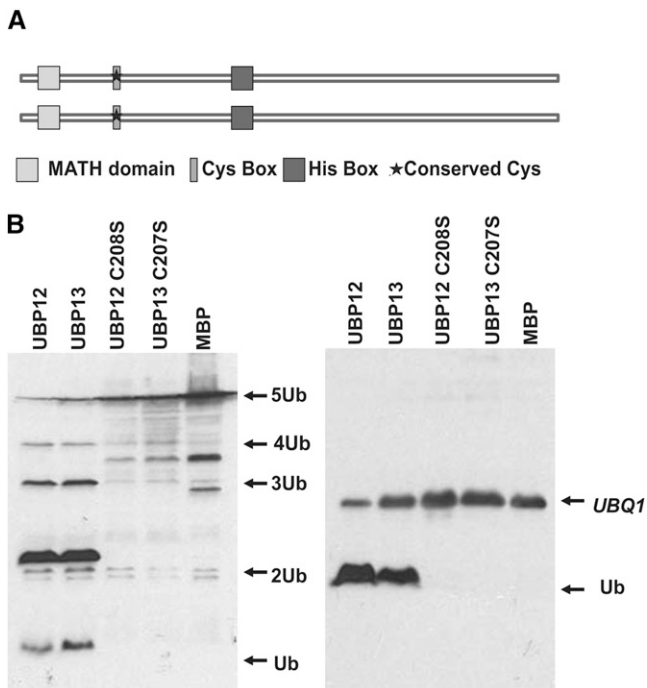 A
MATH domain Cys Box His Box ★Conserved Cys
B
UBP12 UBP13 UBP12 C208S UBP13 C207S MBP
UBP12 UBP13 UBP12 C208S UBP13 C207S MBP
5Ub
4Ub
3Ub
2Ub
Ub
UBQ1
Ub